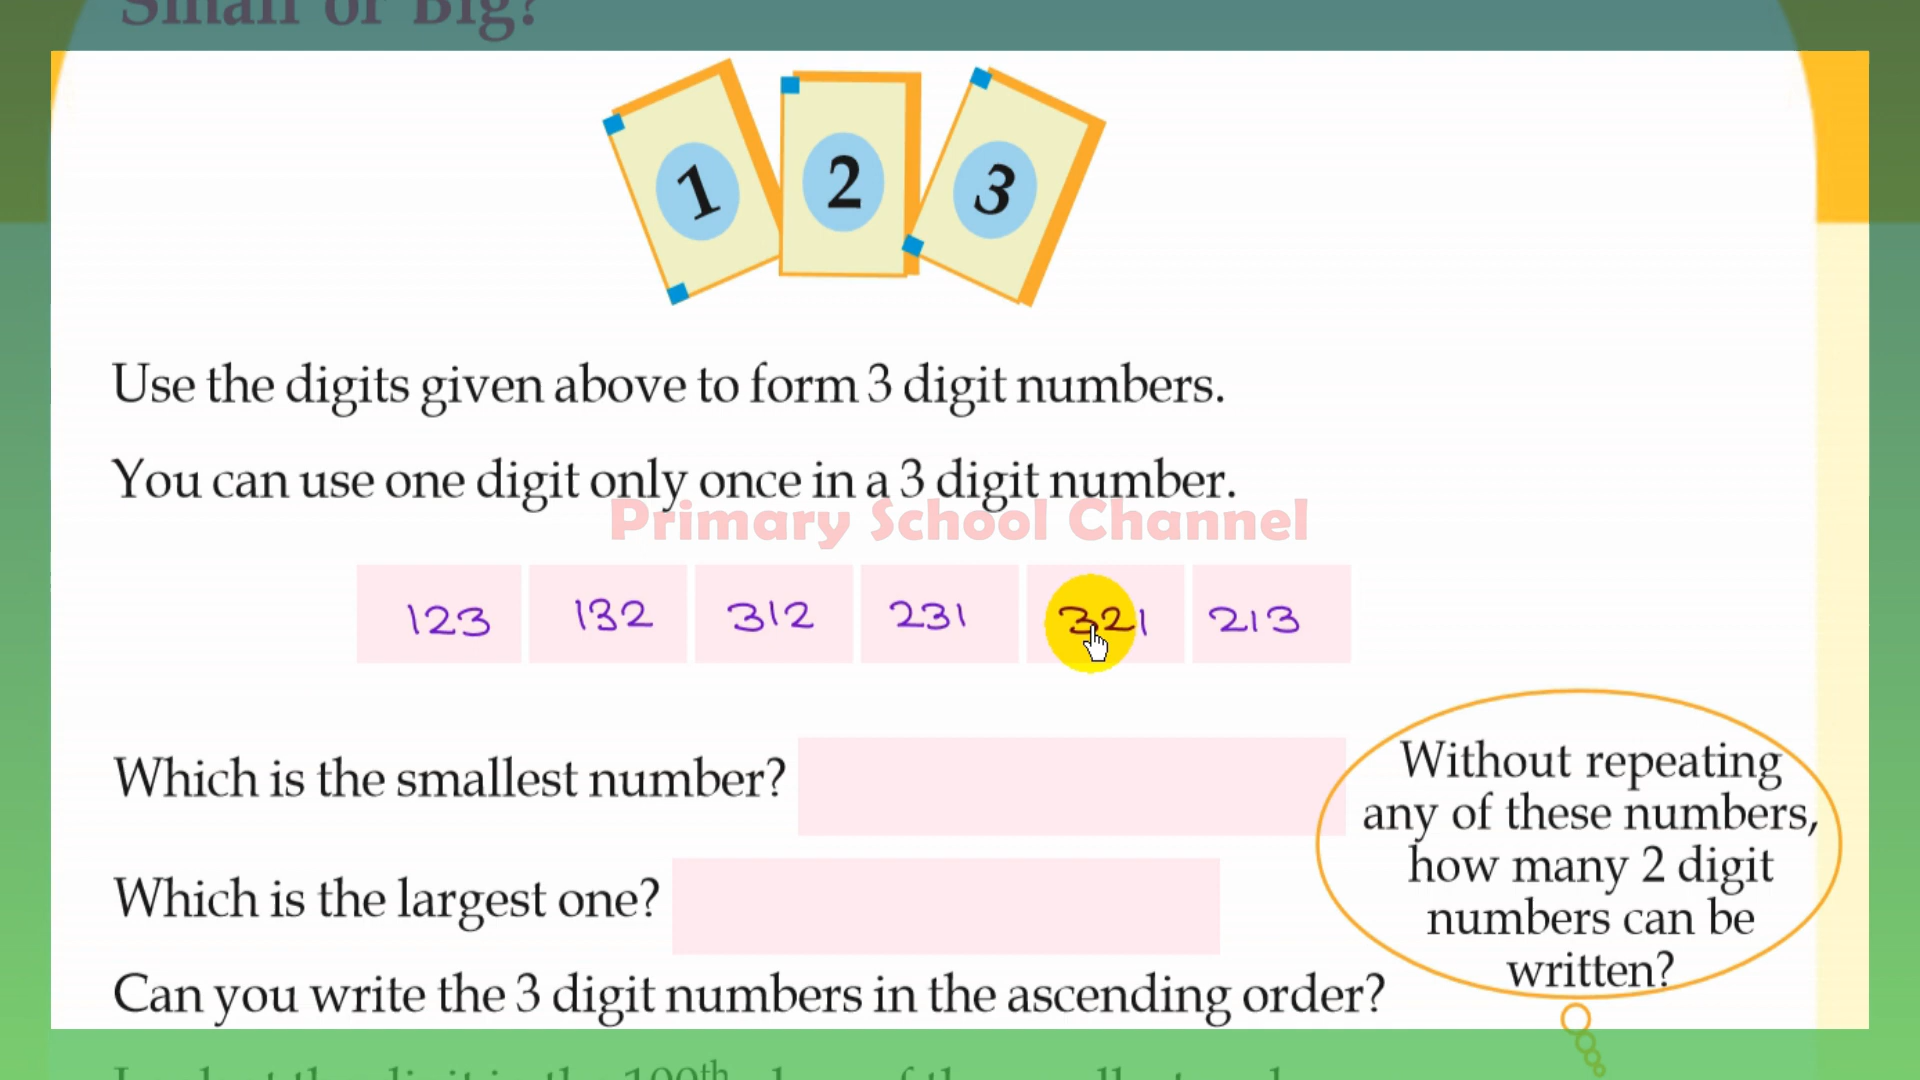 Small or Big?
1 2 3
Use the digits given above to form 3 digit numbers.
You can use one digit only once in a 3 digit number.
Primary School Channel
123 132 312 231 321 213
Which is the smallest number?
Which is the largest one?
Can you write the 3 digit numbers in the ascending order?
Without repeating
any of these numbers,
how many 2 digit
numbers can be
written?